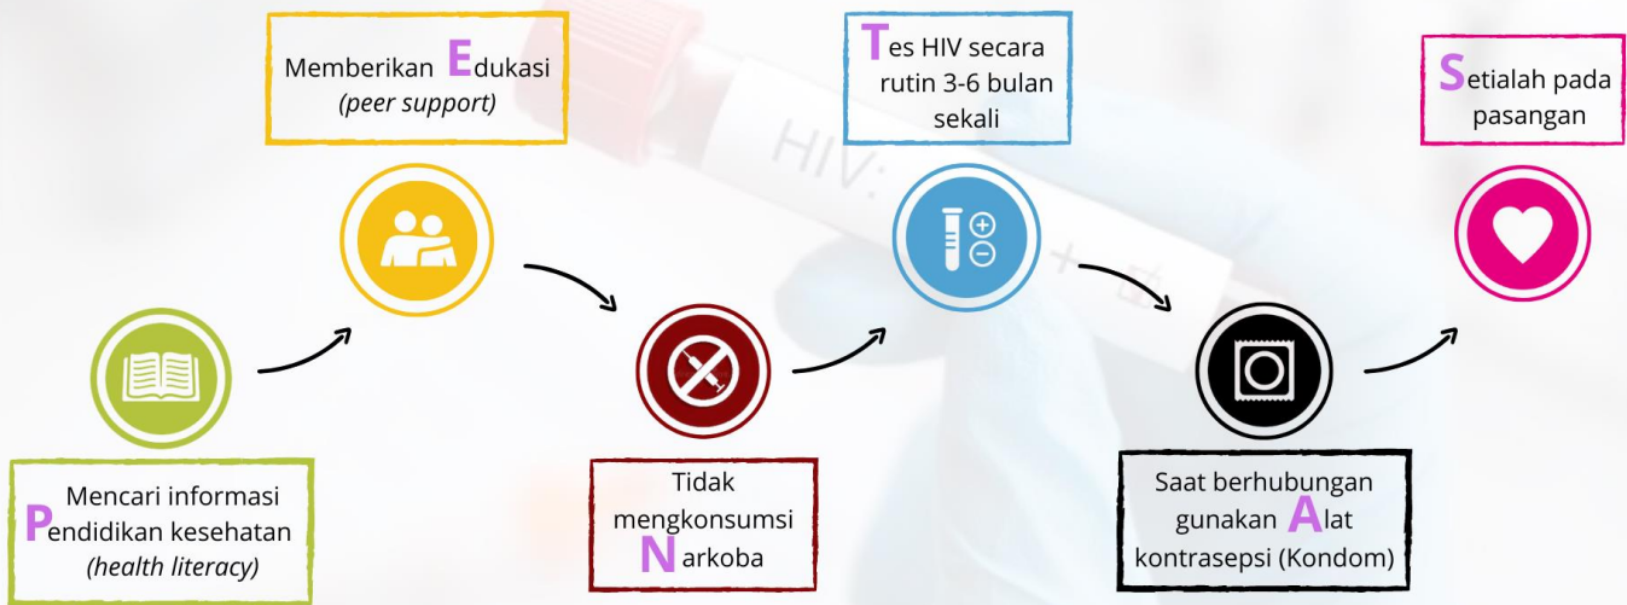 Mencari informasi
Pendidikan kesehatan
(health literacy)
Memberikan Edukasi
(peer support)
Tidak
mengkonsumsi
Narkoba
Tes HIV secara
rutin 3-6 bulan
sekali
Saat berhubungan
gunakan Alat
kontrasepsi (Kondom)
Setialah pada
pasangan
HIV:
+